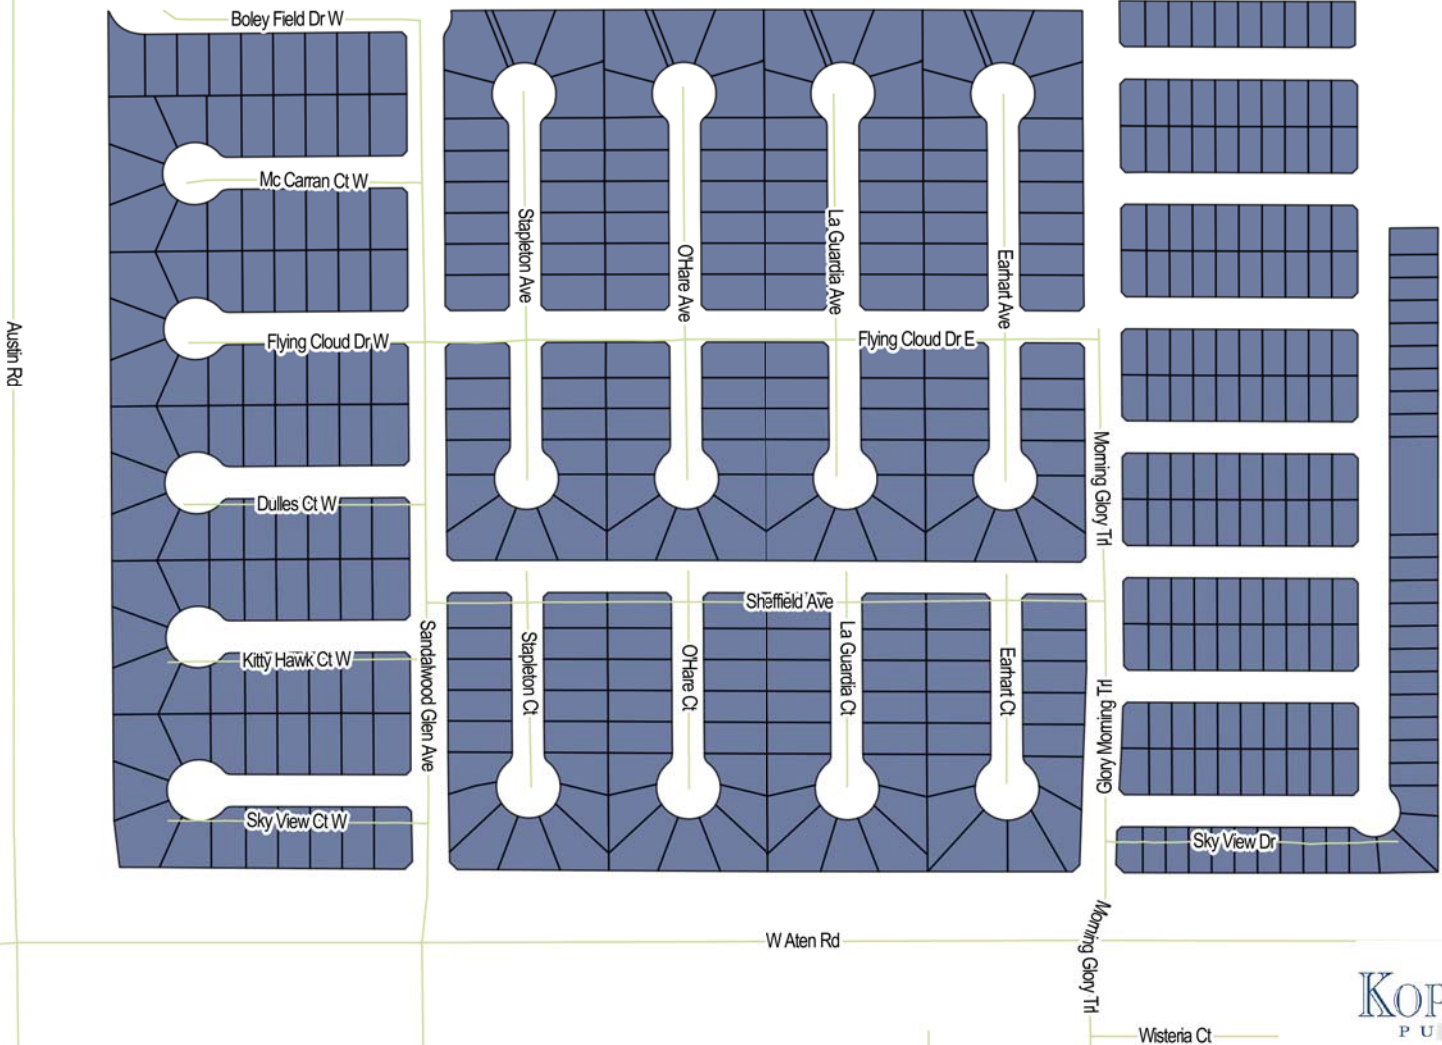 Boley Field Dr W
Mc Carran Ct W
Stapleton Ave
O'Hare Ave
La Guardia Ave
Earhart Ave
Austin Rd
Flying Cloud Dr W
Flying Cloud Dr E
Morning Glory Trl
Dulles Ct W
Sheffield Ave
Sandalwood Glen Ave
Stapleton Ct
O'Hare Ct
La Guardia Ct
Earhart Ct
Kitty Hawk Ct W
Glory Morning Trl
Sky View Ct W
Sky View Dr
W Aten Rd
Morning Glory Trl
Wisteria Ct